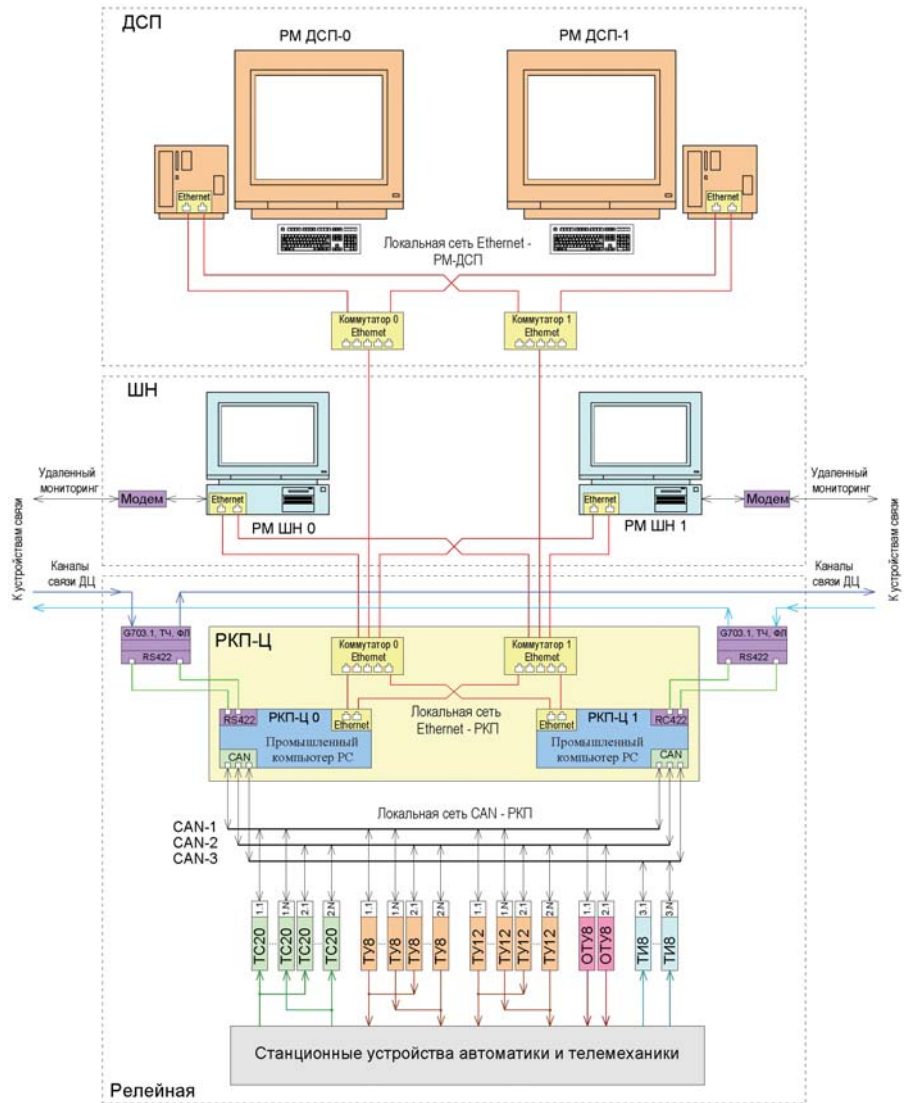 ДСП
РМ ДСП-0
РМ ДСП-1
Ethernet
Ethernet
Локальная сеть Ethernet -
РМ-ДСП
Коммутатор 0
Ethernet
Коммутатор 1
Ethernet
ШН
Удаленный
мониторинг
Модем
Ethernet
РМ ШН 0
Ethernet
РМ ШН 1
Модем
Удаленный
мониторинг
К устройствам связи
К устройствам связи
Каналы
связи ДЦ
Каналы
связи ДЦ
G703.1, ТЧ, ФЛ
RS422
G703.1, ТЧ, ФЛ
RS422
РКП-Ц
Коммутатор 0
Ethernet
Коммутатор 1
Ethernet
Локальная сеть
Ethernet - РКП
RS422
РКП-Ц 0
Ethernet
Промышленный
компьютер PC
CAN
Ethernet
РКП-Ц 1
RC422
Промышленный
компьютер PC
CAN
Локальная сеть CAN - РКП
CAN-1
CAN-2
CAN-3
1.1
1.N
2.1
2.N
1.1
1.N
2.1
2.N
1.1
1.N
2.1
2.N
1.1
2.1
3.1
3.N
ТС20
ТС20
ТС20
ТС20
ТУ8
ТУ8
ТУ8
ТУ8
ТУ12
ТУ12
ТУ12
ТУ12
ОТУ8
ОТУ8
ТИ8
ТИ8
Станционные устройства автоматики и телемеханики
Релейная